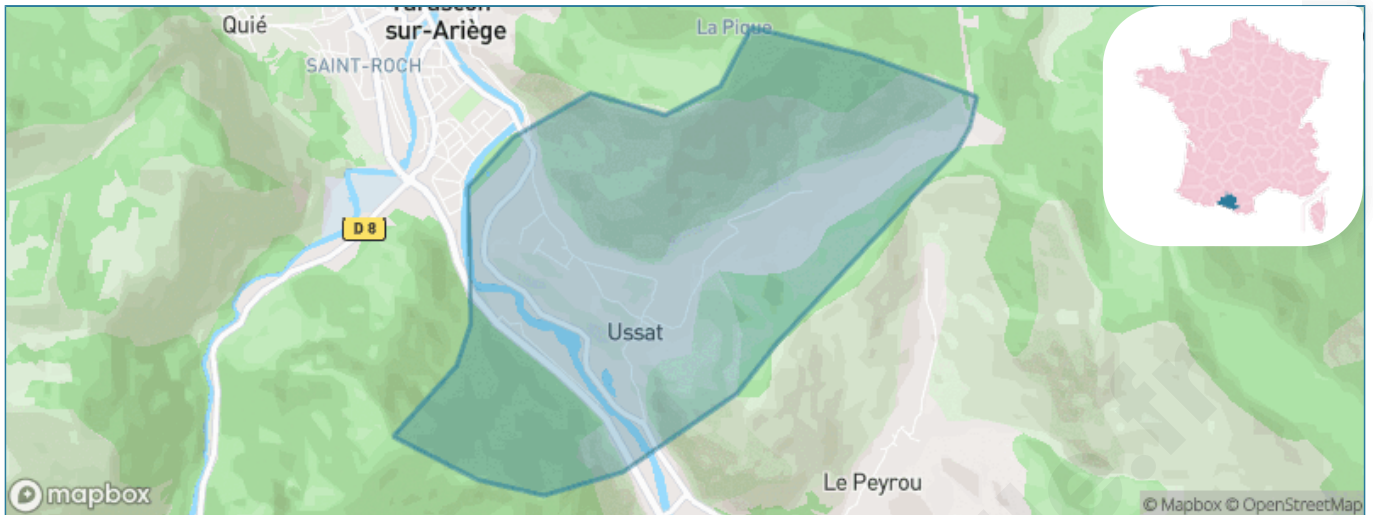 Quié
sur-Ariège
SAINT-ROCH
La Pique
D 8
Ussat
Le Peyrou
mapbox
© Mapbox © OpenStreetMap